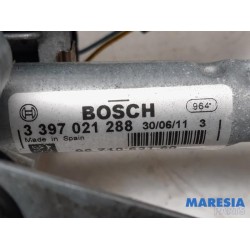 BOSCH
964
3 397 021 288 30/06/11 3
Made in Spain
MARESIA